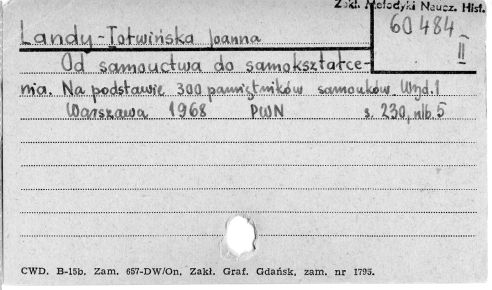 Zakł. Metodyki Naucz. Hist.
60 484
II
Landy-Tołwińska Joanna
Od samouctwa do samokształce-
nia. Na podstawie 300 pamiętników samouków. Wyd. 1
Warszawa 1968 PWN s. 230, nlb. 5
CWD. B-15b. Zam. 657-DW/On. Zakł. Graf. Gdańsk, zam. nr 1795.